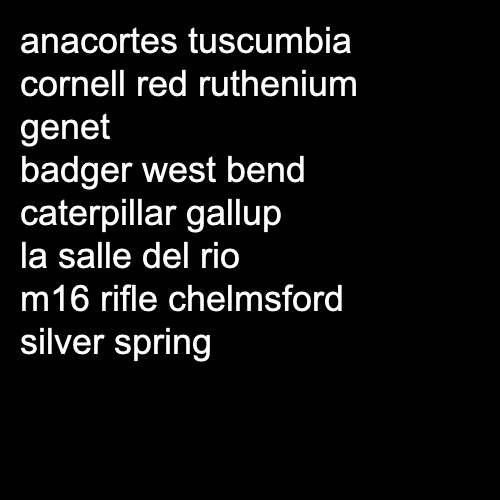 anacortes tuscumbia
cornell red ruthenium
genet
badger west bend
caterpillar gallup
la salle del rio
m16 rifle chelmsford
silver spring